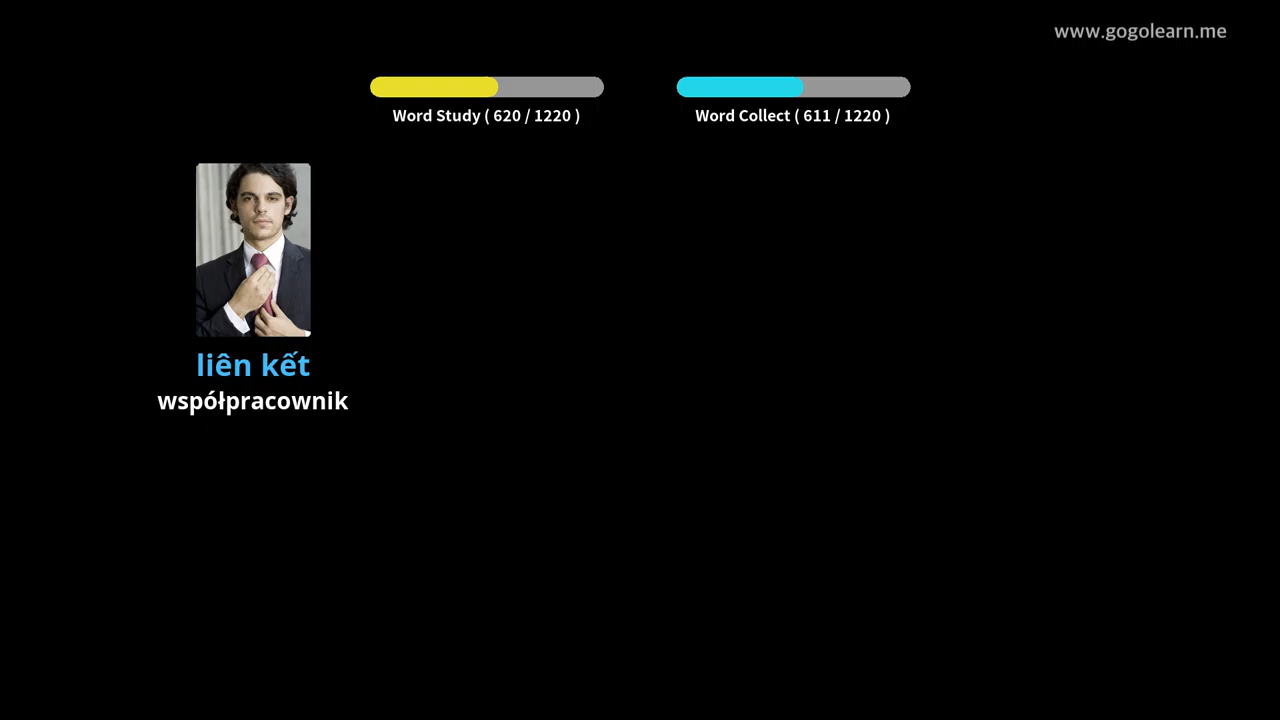 www.gogolearn.me
Word Study ( 620 / 1220 )
Word Collect ( 611 / 1220 )
liên kết
współpracownik